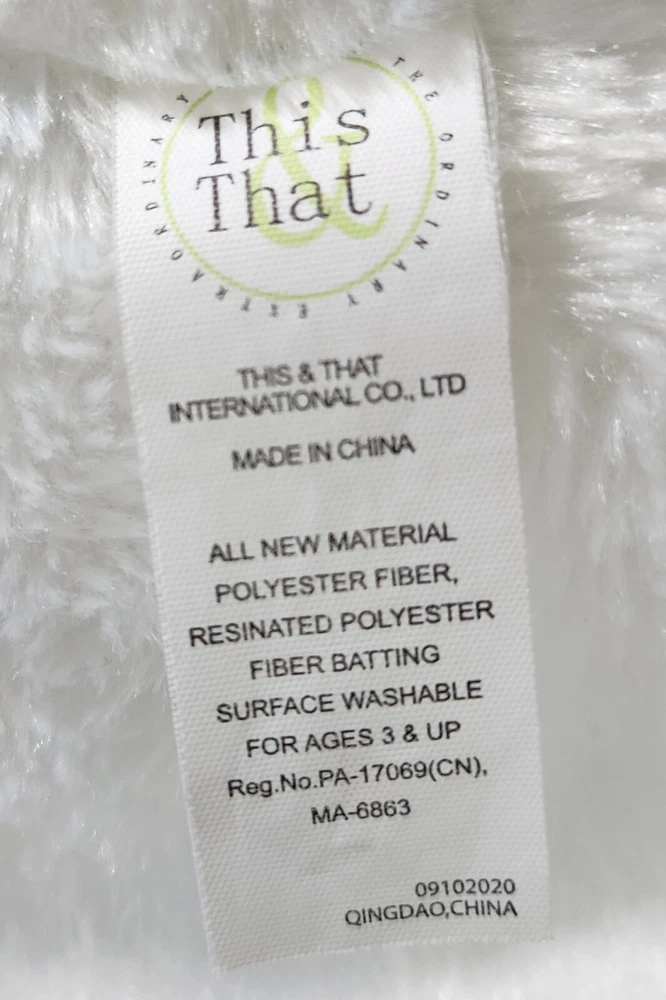 This
&
That
THE ORDINARY EXTRAORDINARY
THIS & THAT
INTERNATIONAL CO., LTD
MADE IN CHINA
ALL NEW MATERIAL
POLYESTER FIBER,
RESINATED POLYESTER
FIBER BATTING
SURFACE WASHABLE
FOR AGES 3 & UP
Reg.No.PA-17069(CN),
MA-6863
09102020
QINGDAO,CHINA